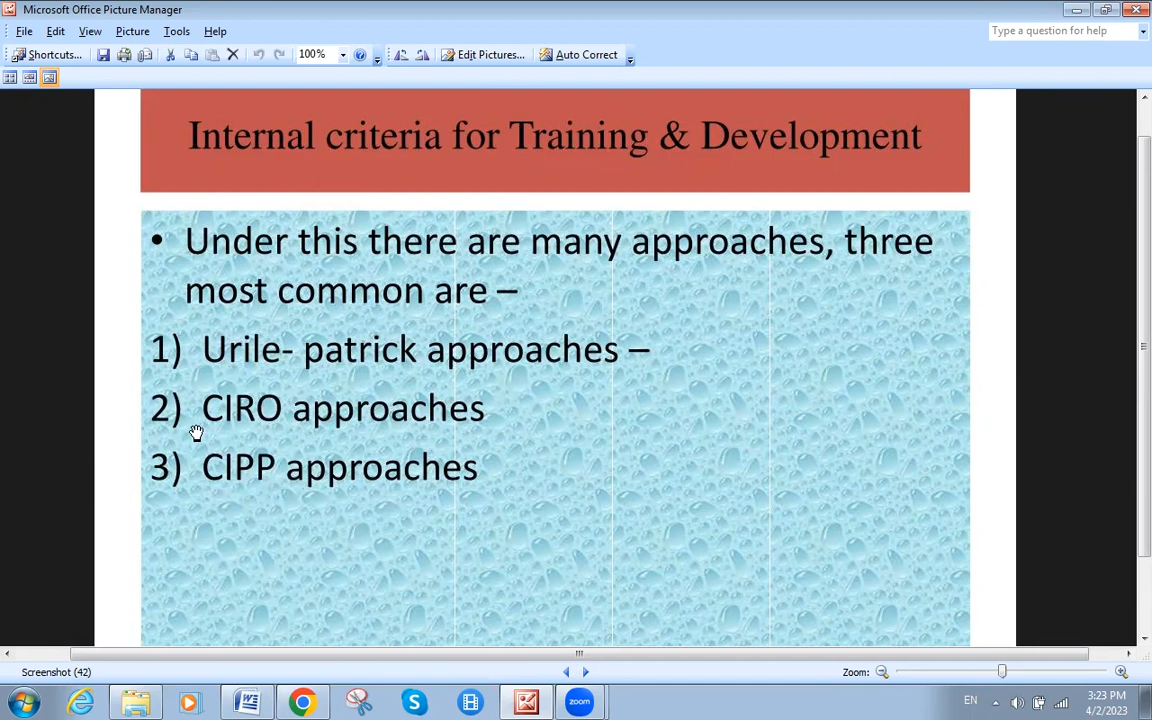 Microsoft Office Picture Manager
File Edit View Picture Tools Help
Type a question for help
Shortcuts... 100% Edit Pictures... Auto Correct
Internal criteria for Training & Development
• Under this there are many approaches, three
most common are –
1) Urile- patrick approaches –
2) CIRO approaches
3) CIPP approaches
Screenshot (42) Zoom:
EN 3:23 PM
4/2/2023
zoom